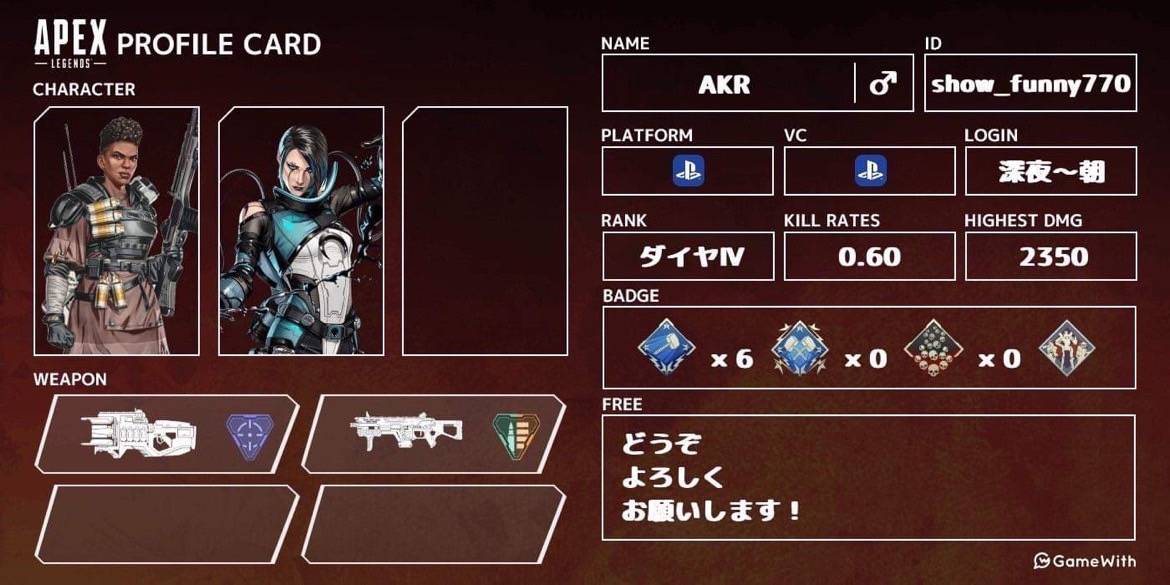 APEX
LEGENDS
PROFILE CARD
CHARACTER
WEAPON
NAME
AKR
♂
ID
show_funny770
PLATFORM
VC
LOGIN
深夜～朝
RANK
ダイヤⅣ
KILL RATES
0.60
HIGHEST DMG
2350
BADGE
x 6
x 0
x 0
FREE
どうぞ
よろしく
お願いします！
GameWith